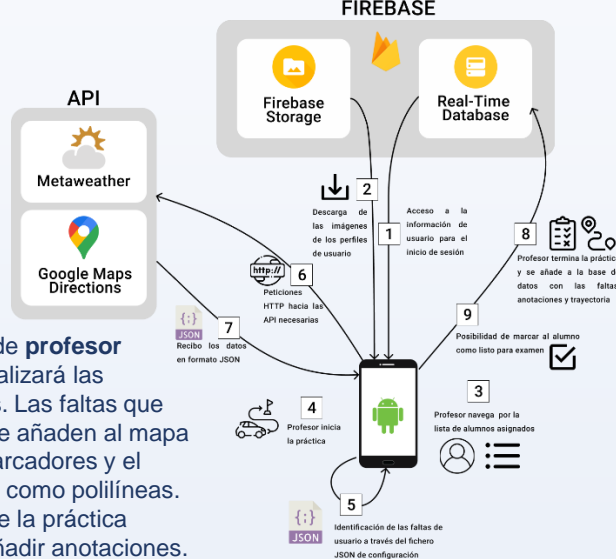 FIREBASE
Firebase
Storage
Real-Time
Database
API
Metaweather
Google Maps
Directions
2
Descarga de
las imágenes
de los perfiles
de usuario
1
Acceso a la
información de
usuario para el
inicio de sesión
8
Profesor termina la práctica
y se añade a la base de
datos con las faltas,
anotaciones y trayectoria
http://
6
Peticiones
HTTP hacia las
API necesarias
{:}
JSON
7
Recibo los datos
en formato JSON
9
Posibilidad de marcar al alumno
como listo para examen
3
Profesor navega por la
lista de alumnos asignados
4
Profesor inicia
la práctica
5
Identificación de las faltas de
usuario a través del fichero
JSON de configuración
{:}
JSON
de profesor
alizará las
s. Las faltas que
e añaden al mapa
arcadores y el
como polilíneas.
e la práctica
ñadir anotaciones.